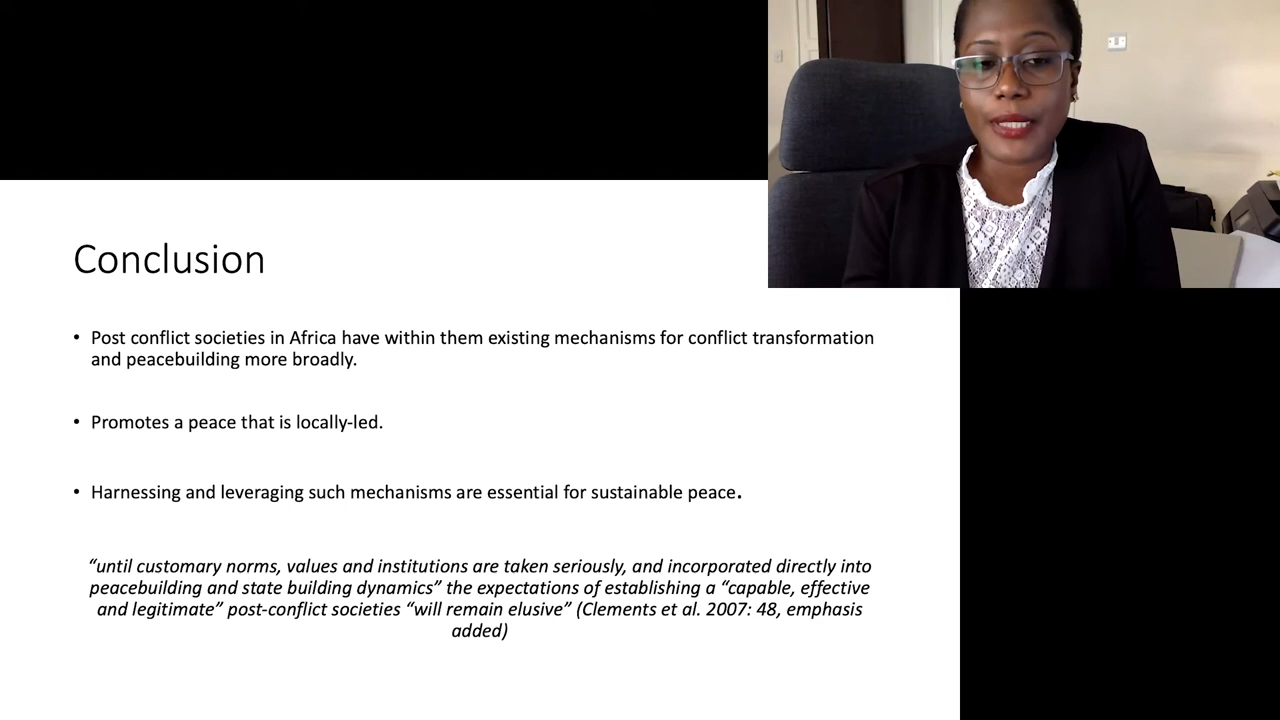 Conclusion
• Post conflict societies in Africa have within them existing mechanisms for conflict transformation
and peacebuilding more broadly.
• Promotes a peace that is locally-led.
• Harnessing and leveraging such mechanisms are essential for sustainable peace.
“until customary norms, values and institutions are taken seriously, and incorporated directly into
peacebuilding and state building dynamics” the expectations of establishing a “capable, effective
and legitimate” post-conflict societies “will remain elusive” (Clements et al. 2007: 48, emphasis
added)